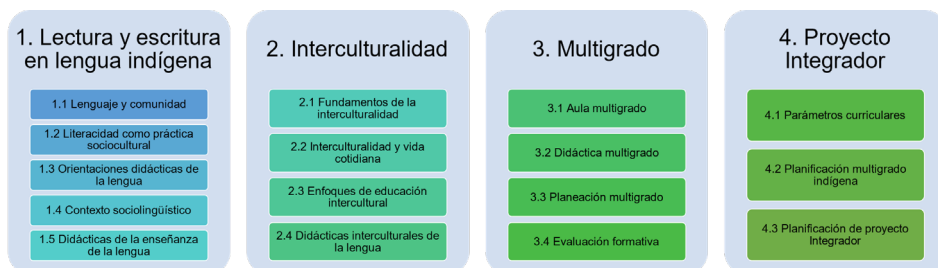 1. Lectura y escritura
en lengua indígena
1.1 Lenguaje y comunidad
1.2 Literacidad como práctica
sociocultural
1.3 Orientaciones didácticas de
la lengua
1.4 Contexto sociolingüístico
1.5 Didácticas de la enseñanza
de la lengua
2. Interculturalidad
2.1 Fundamentos de la
interculturalidad
2.2 Interculturalidad y vida
cotidiana
2.3 Enfoques de educación
intercultural
2.4 Didácticas interculturales de
la lengua
3. Multigrado
3.1 Aula multigrado
3.2 Didáctica multigrado
3.3 Planeación multigrado
3.4 Evaluación formativa
4. Proyecto
Integrador
4.1 Parámetros curriculares
4.2 Planificación multigrado
indígena
4.3 Planificación de proyecto
Integrador